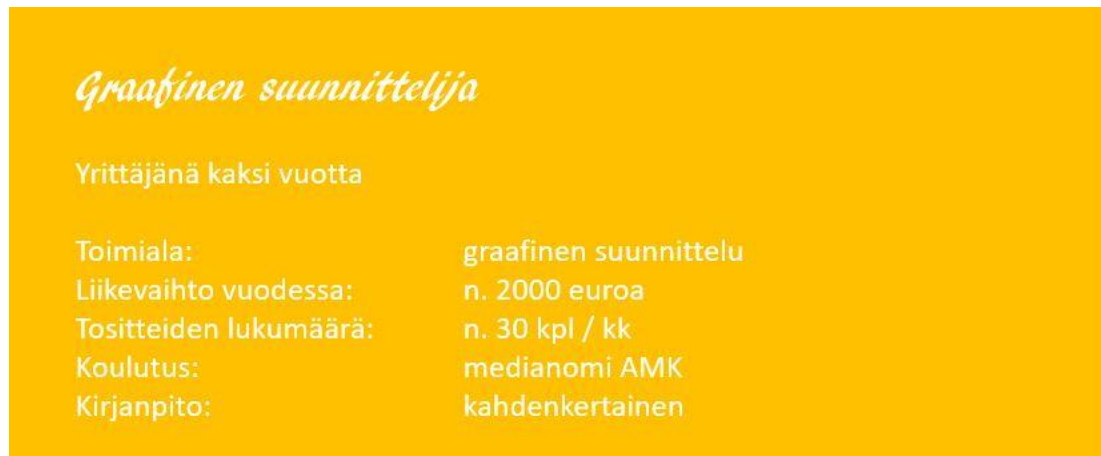 Graafinen suunnittelija
Yrittäjänä kaksi vuotta
Toimiala: graafinen suunnittelu
Liikevaihto vuodessa: n. 2000 euroa
Tositteiden lukumäärä: n. 30 kpl / kk
Koulutus: medianomi AMK
Kirjanpito: kahdenkertainen